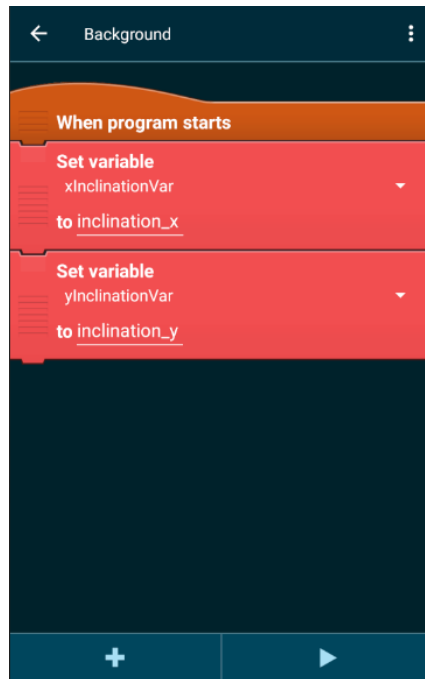 Background
When program starts
Set variable
xInclinationVar
to inclination_x
Set variable
yInclinationVar
to inclination_y